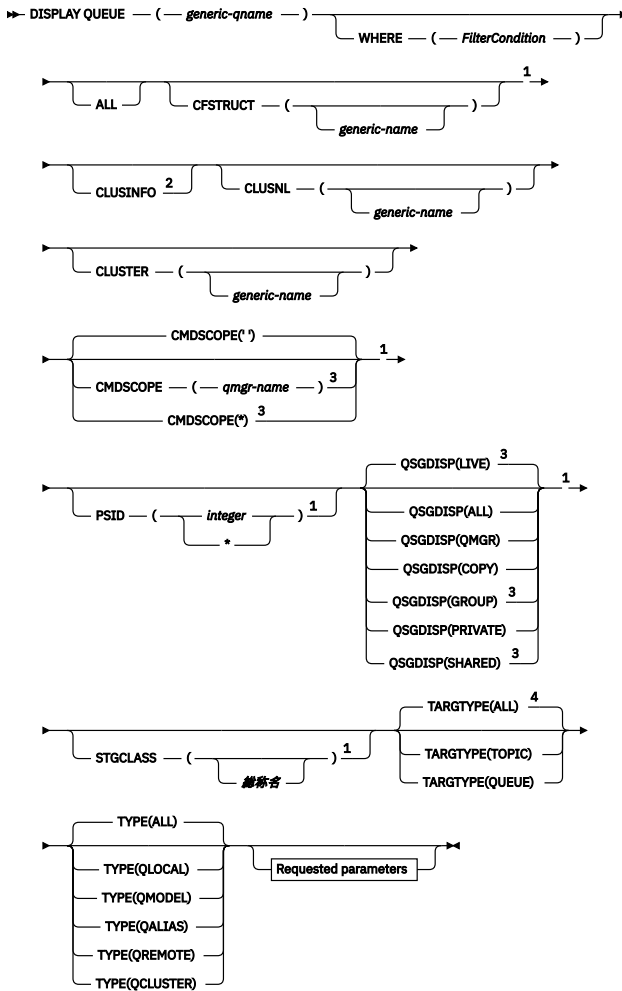 DISPLAY QUEUE ( generic-qname )
WHERE ( FilterCondition )
ALL CFSTRUCT ( generic-name ) 1
CLUSINFO 2 CLUSNL ( generic-name )
CLUSTER ( generic-name )
CMDSCOPE(' ')
CMDSCOPE ( qmgr-name ) 3 1
CMDSCOPE(*) 3
PSID ( integer ) 1
*
QSGDISP(LIVE) 3
QSGDISP(ALL) 1
QSGDISP(QMGR)
QSGDISP(COPY)
QSGDISP(GROUP) 3
QSGDISP(PRIVATE)
QSGDISP(SHARED) 3
STGCLASS ( 総称名 ) 1
TARGTYPE(ALL) 4
TARGTYPE(TOPIC)
TARGTYPE(QUEUE)
TYPE(ALL)
TYPE(QLOCAL)
TYPE(QMODEL)
TYPE(QALIAS)
TYPE(QREMOTE)
TYPE(QCLUSTER)
Requested parameters